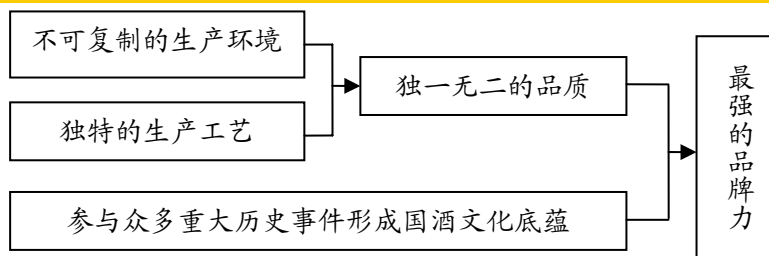 不可复制的生产环境
独特的生产工艺
独一无二的品质
参与众多重大历史事件形成国酒文化底蕴
最强的品牌力